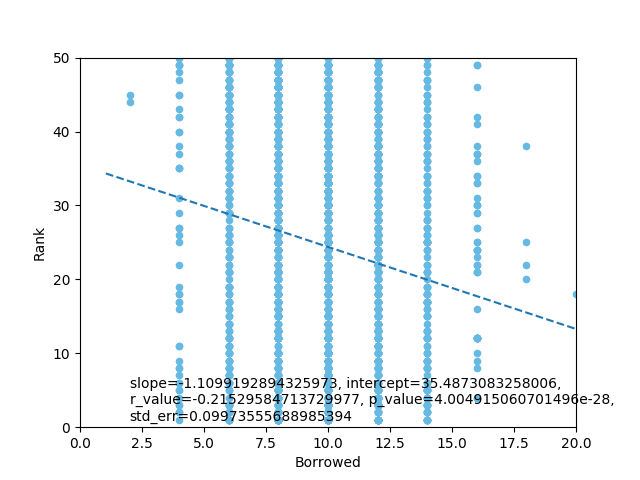 50
40
30
20
10
0
Rank
slope=-1.1099192894325973, intercept=35.4873083258006,
r_value=-0.21529584713729977, p_value=4.004915060701496e-28,
std_err=0.09973555688985394
0.0 2.5 5.0 7.5 10.0 12.5 15.0 17.5 20.0
Borrowed